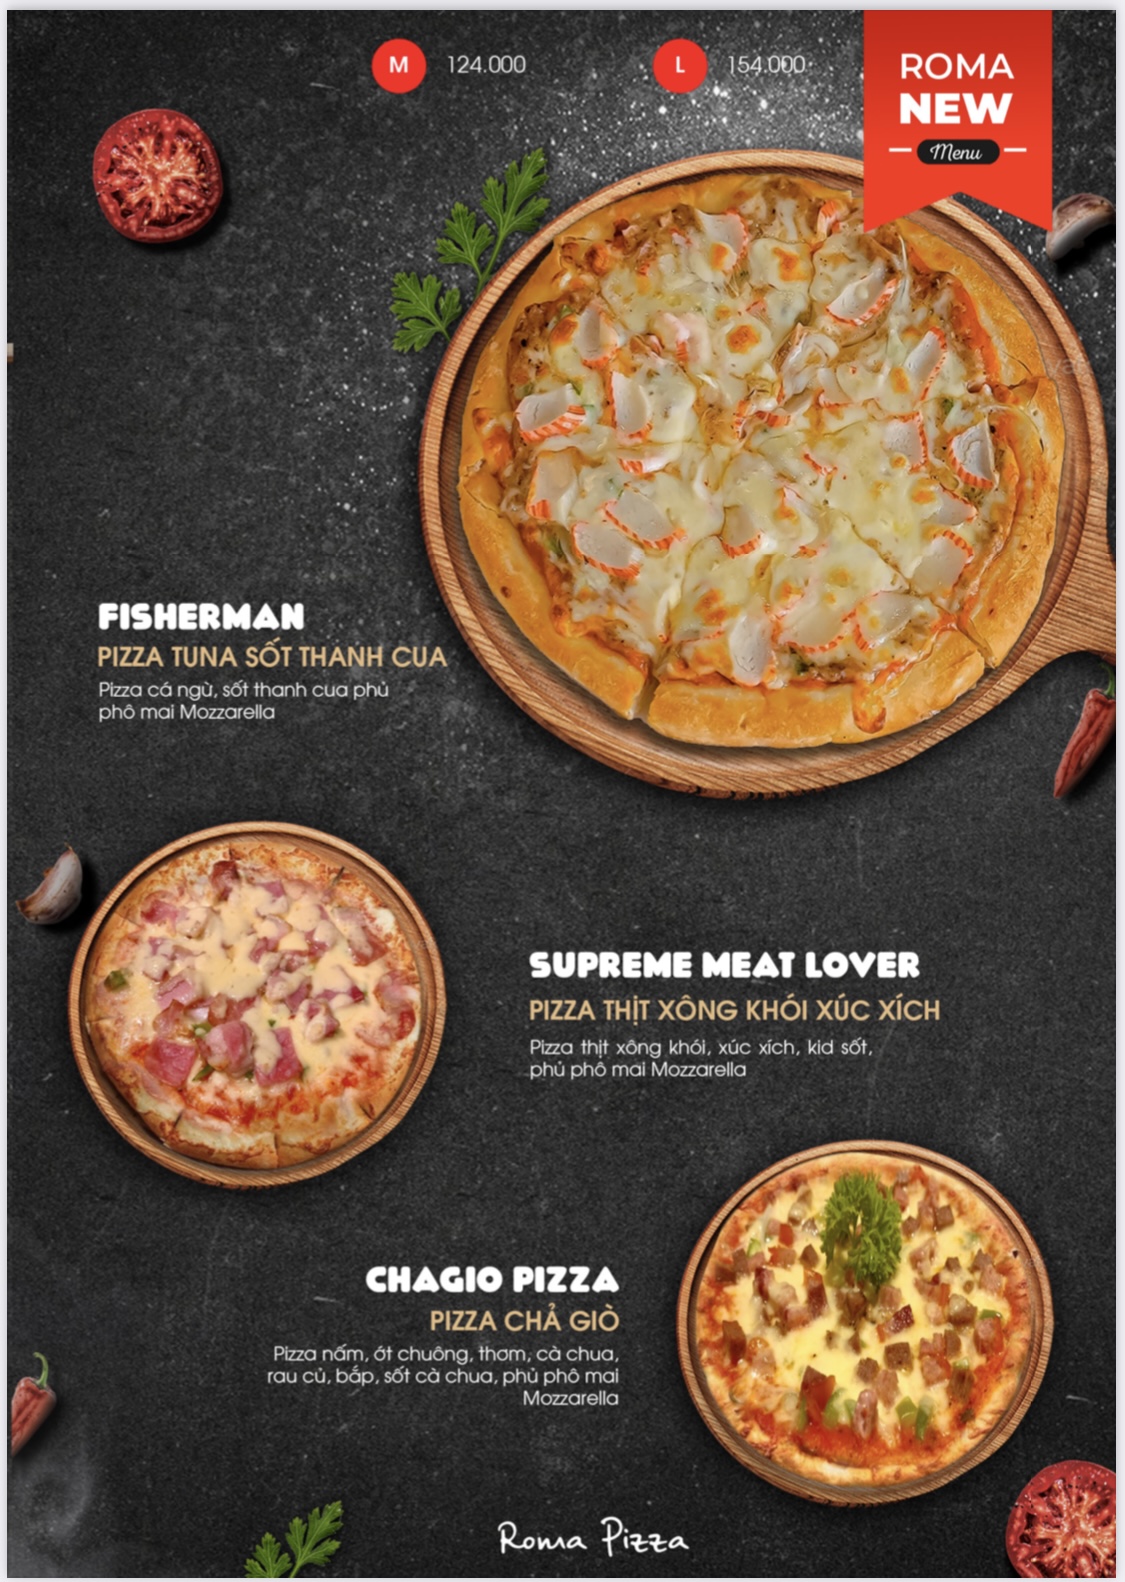 M 124.000 L 154.000
ROMA
NEW
Menu
FISHERMAN
PIZZA TUNA SỐT THANH CUA
Pizza cá ngừ, sốt thanh cua phủ
phô mai Mozzarella
SUPREME MEAT LOVER
PIZZA THỊT XÔNG KHÓI XÚC XÍCH
Pizza thịt xông khói, xúc xích, kid sốt,
phủ phô mai Mozzarella
CHAGIO PIZZA
PIZZA CHẢ GIÒ
Pizza nấm, ớt chuông, thơm, cà chua,
rau củ, bắp, sốt cà chua, phủ phô mai
Mozzarella
Roma Pizza